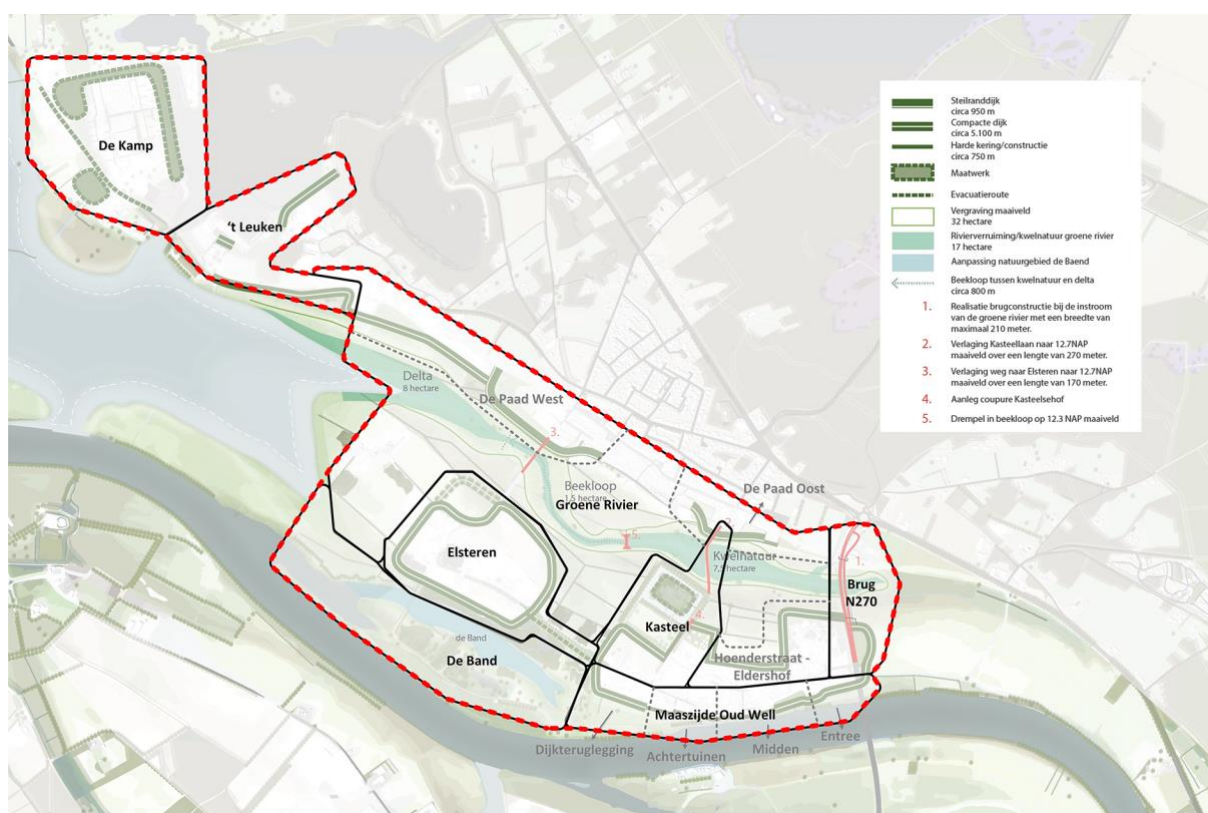 De Kamp
't Leuken
Delta
8 hectare
De Paad West
3.
Beekloop
1,5 hectare
Groene Rivier
De Paad Oost
5.
Kwelnatuur
7,5 hectare
1.
Brug
N270
Elsteren
Kasteel
4.
de Band
De Band
Hoenderstraat -
Eldershof
Maaszijde Oud Well
Dijkteruglegging
Achtertuinen
Midden
Entree
Steilranddijk
circa 950 m
Compacte dijk
circa 5.100 m
Harde kering/constructie
circa 750 m
Maatwerk
Evacuatieroute
Vergraving maaiveld
32 hectare
Rivierverruiming/kwelnatuur groene rivier
17 hectare
Aanpassing natuurgebied de Baend
Beekloop tussen kwelnatuur en delta
circa 800 m
1. Realisatie brugconstructie bij de instroom
van de groene rivier met een breedte van
maximaal 210 meter.
2. Verlaging Kasteellaan naar 12.7NAP
maaiveld over een lengte van 270 meter.
3. Verlaging weg naar Elsteren naar 12.7NAP
maaiveld over een lengte van 170 meter.
4. Aanleg coupure Kasteelsehof
5. Drempel in beekloop op 12.3 NAP maaiveld